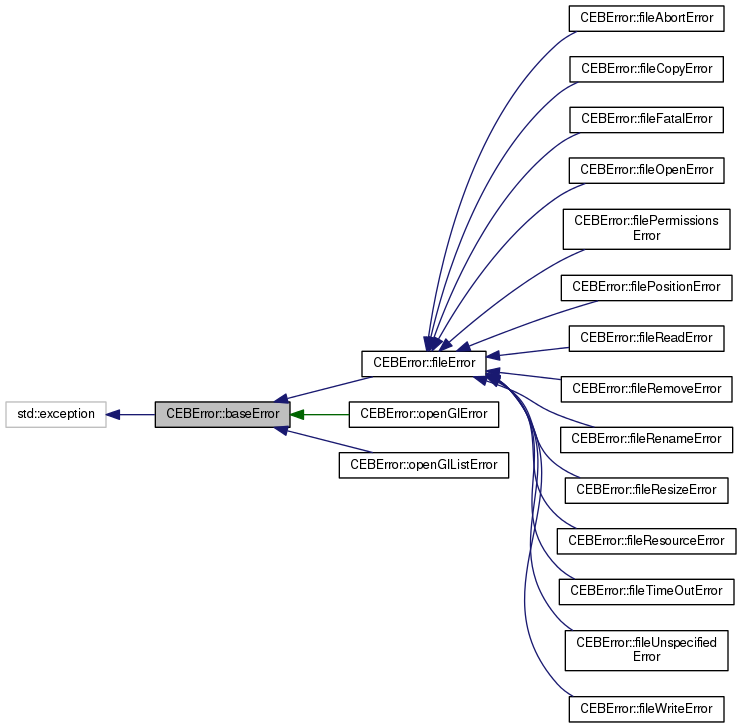 CEBError::fileAbortError
CEBError::fileCopyError
CEBError::fileFatalError
CEBError::fileOpenError
CEBError::filePermissions
Error
CEBError::filePositionError
CEBError::fileReadError
CEBError::fileError
CEBError::fileRemoveError
std::exception
CEBError::baseError
CEBError::openGlError
CEBError::fileRenameError
CEBError::openGlListError
CEBError::fileResizeError
CEBError::fileResourceError
CEBError::fileTimeOutError
CEBError::fileUnspecified
Error
CEBError::fileWriteError